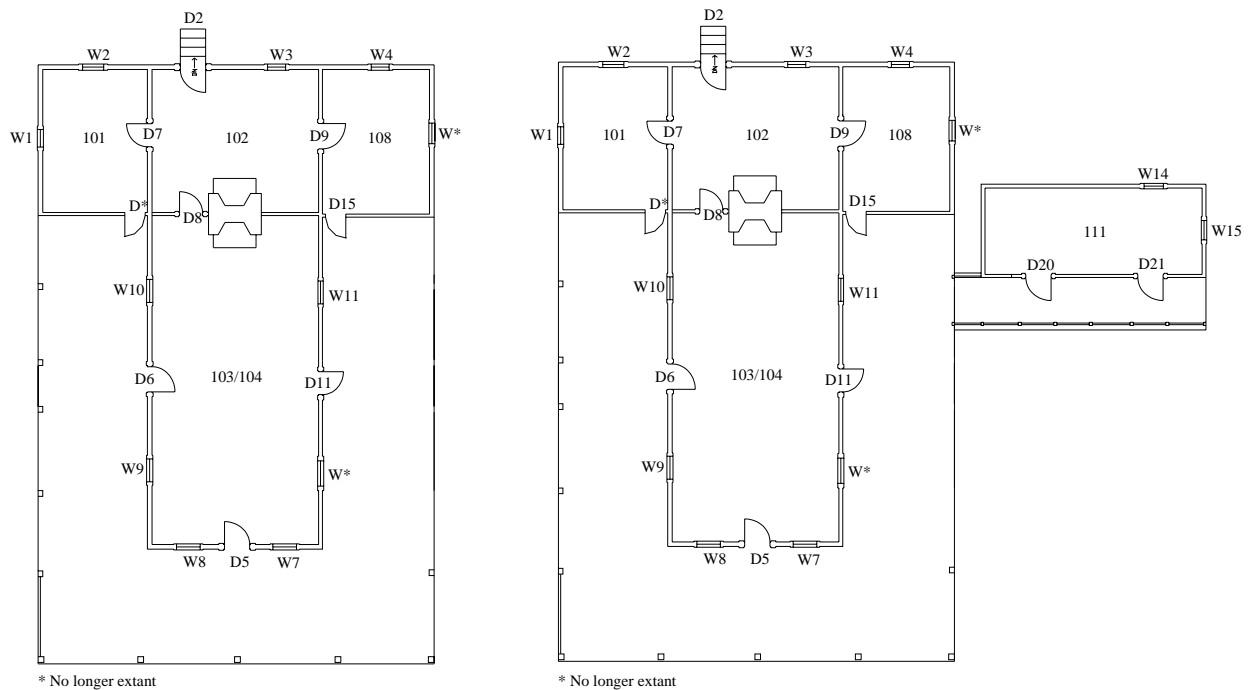 D2
W2
W3
W4
W1
101
D7
102
D9
108
W*
D*
D8
D15
W10
W11
D6
103/104
D11
W9
W*
W8
D5
W7
* No longer extant
D2
DN
W2
W3
W4
W1
101
D7
102
D9
108
W*
D*
D8
D15
W14
111
W15
D20
D21
W10
W11
D6
103/104
D11
W9
W*
W8
D5
W7
* No longer extant